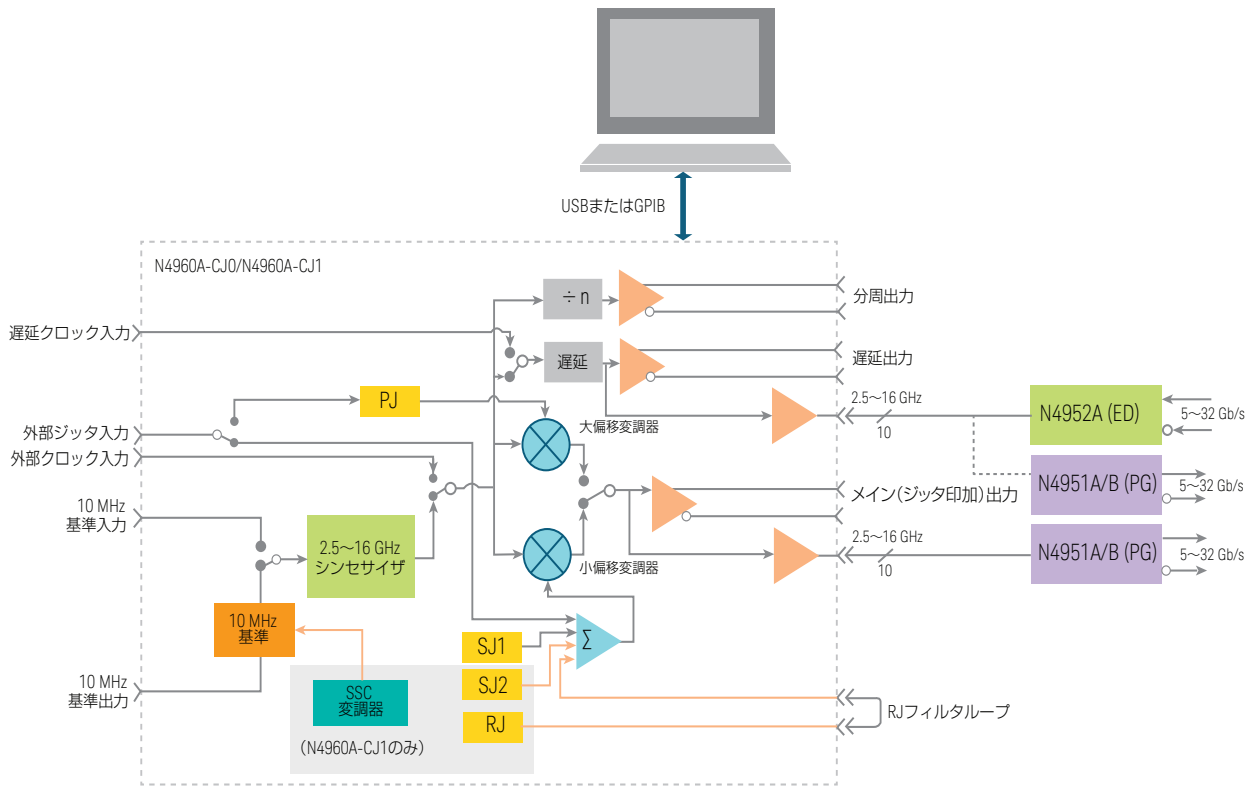 USBまたはGPIB
N4960A-CJ0/N4960A-CJ1
÷n
分周出力
遅延クロック入力
遅延
遅延出力
PJ
2.5～16 GHz
10
N4952A (ED)
5～32 Gb/s
外部ジッタ入力
外部クロック入力
大偏移変調器
N4951A/B (PG)
5～32 Gb/s
メイン（ジッタ印加）出力
10 MHz
基準入力
2.5～16 GHz
シンセサイザ
小偏移変調器
2.5～16 GHz
10
N4951A/B (PG)
5～32 Gb/s
10 MHz
基準
SJ1
Σ
SJ2
10 MHz
基準出力
SSC
変調器
RJ
RJフィルタループ
（N4960A-CJ1のみ）